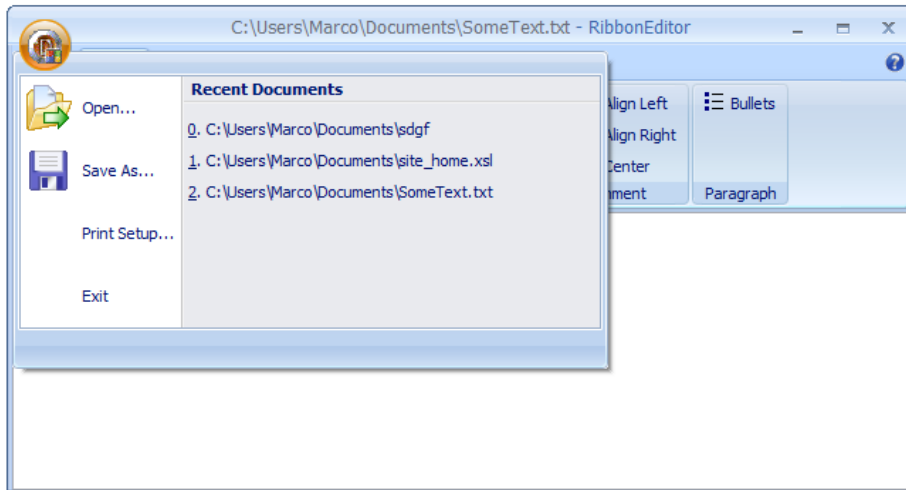 C:\Users\Marco\Documents\SomeText.txt - RibbonEditor
Open...
Save As...
Print Setup...
Exit
Recent Documents
0. C:\Users\Marco\Documents\sdgf
1. C:\Users\Marco\Documents\site_home.xsl
2. C:\Users\Marco\Documents\SomeText.txt
Align Left
Align Right
Center
Bullets
Paragraph